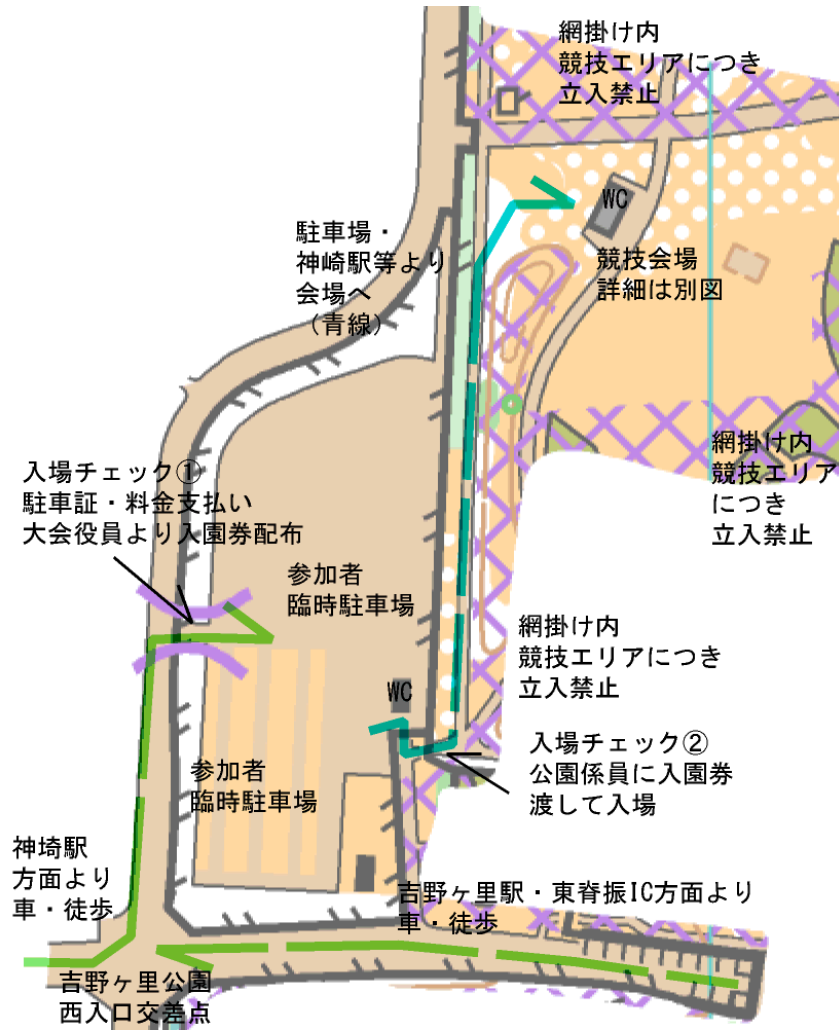 網掛け内
競技エリアにつき
立入禁止
WC
駐車場・
神崎駅等より
会場へ
（青線）
競技会場
詳細は別図
網掛け内
競技エリア
につき
立入禁止
入場チェック①
駐車証・料金支払い
大会役員より入園券配布
参加者
臨時駐車場
網掛け内
競技エリアにつき
立入禁止
WC
入場チェック②
公園係員に入園券
渡して入場
参加者
臨時駐車場
神埼駅
方面より
車・徒歩
吉野ヶ里駅・東脊振IC方面より
車・徒歩
吉野ヶ里公園
西入口交差点